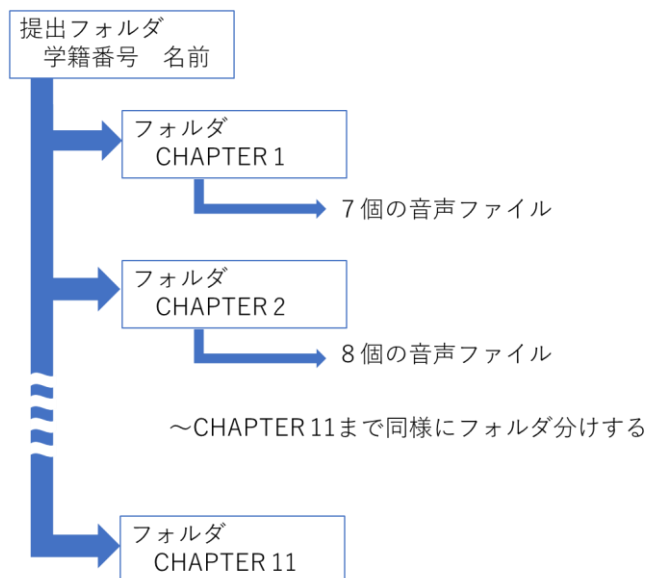 提出フォルダ
学籍番号　名前
フォルダ
CHAPTER 1
7個の音声ファイル
フォルダ
CHAPTER 2
8個の音声ファイル
～CHAPTER 11まで同様にフォルダ分けする
フォルダ
CHAPTER 11